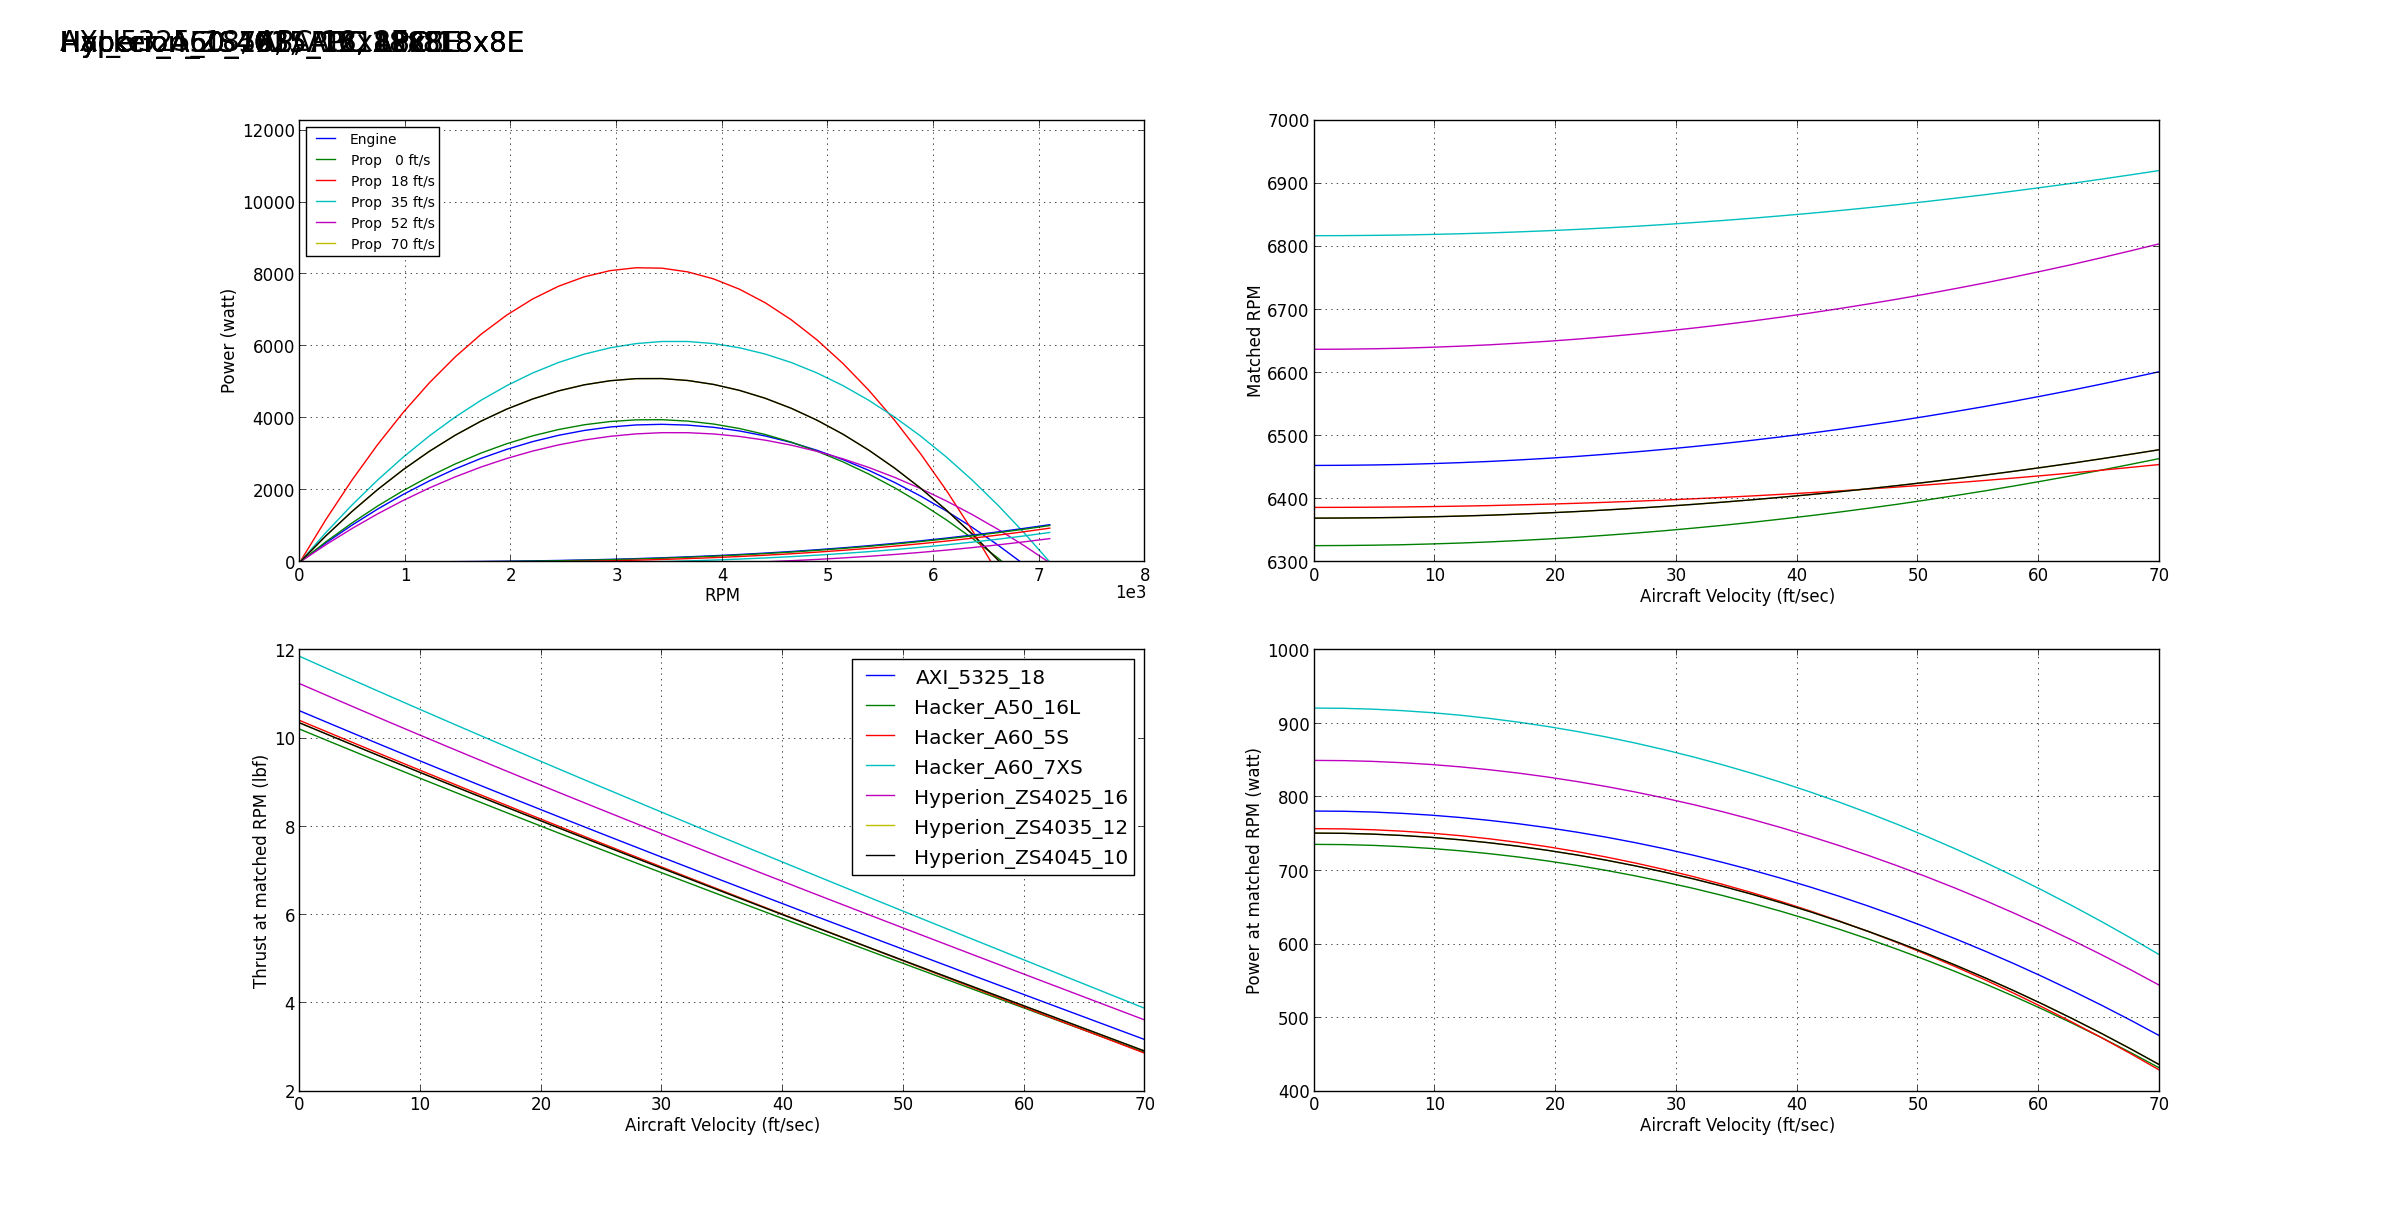 12000
10000
8000
6000
4000
2000
0
Power (watt)
Engine
Prop 0 ft/s
Prop 18 ft/s
Prop 35 ft/s
Prop 52 ft/s
Prop 70 ft/s
0 1 2 3 4 5 6 7 8
1e3
RPM
7000
6900
6800
6700
6600
6500
6400
6300
Matched RPM
0 10 20 30 40 50 60 70
Aircraft Velocity (ft/sec)
12
10
8
6
4
2
Thrust at matched RPM (lbf)
AXI_5325_18
Hacker_A50_16L
Hacker_A60_5S
Hacker_A60_7XS
Hyperion_ZS4025_16
Hyperion_ZS4035_12
Hyperion_ZS4045_10
0 10 20 30 40 50 60 70
Aircraft Velocity (ft/sec)
1000
900
800
700
600
500
400
Power at matched RPM (watt)
0 10 20 30 40 50 60 70
Aircraft Velocity (ft/sec)